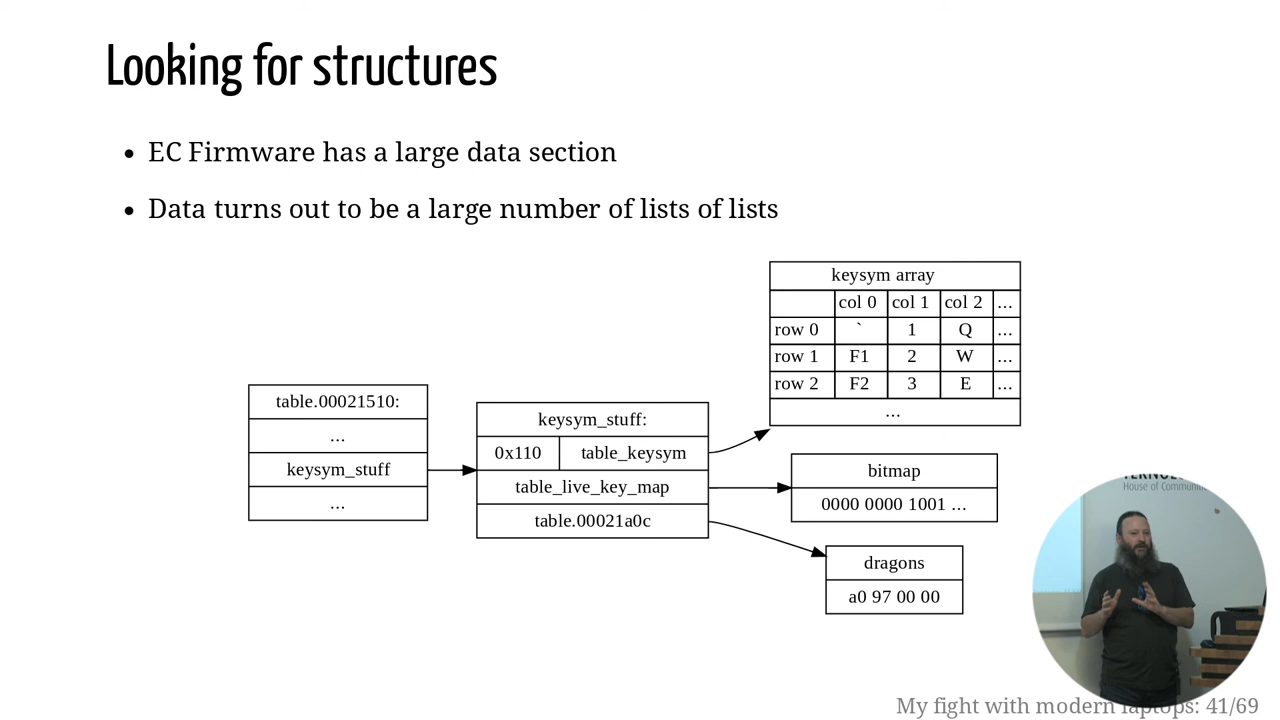 Looking for structures
• EC Firmware has a large data section
• Data turns out to be a large number of lists of lists
table.00021510:
...
keysym_stuff
...
keysym_stuff:
0x110 table_keysym
table_live_key_map
table.00021a0c
keysym array
col 0 col 1 col 2 ...
row 0 ` 1 Q ...
row 1 F1 2 W ...
row 2 F2 3 E ...
...
bitmap
0000 0000 1001 ...
dragons
a0 97 00 00
House of
My fight with modern laptops: 41/69